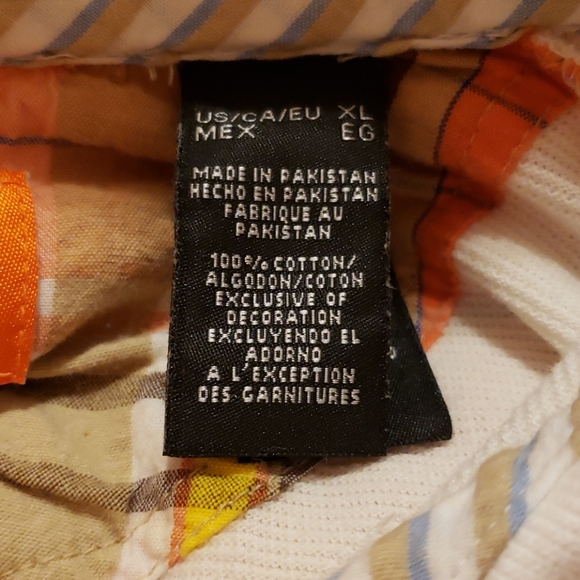 US/CA/EU XL
MEX EG
MADE IN PAKISTAN
HECHO EN PAKISTAN
FABRIQUE AU
PAKISTAN
100% COTTON/
ALGODON/COTON
EXCLUSIVE OF
DECORATION
EXCLUYENDO EL
ADORNO
A L'EXCEPTION
DES GARNITURES